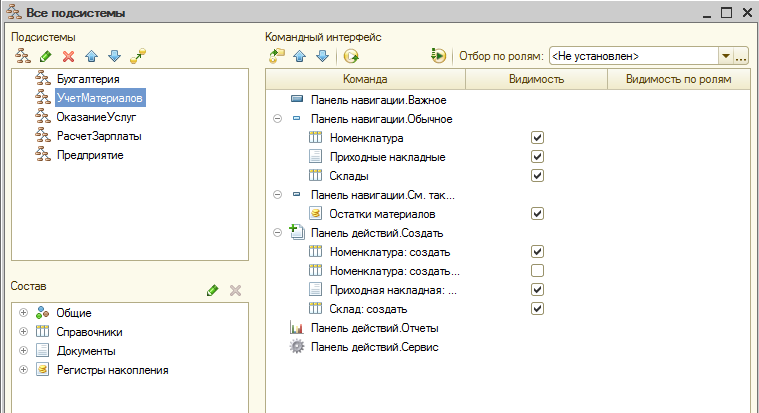 Все подсистемы
Подсистемы
Бухгалтерия
УчетМатериалов
ОказаниеУслуг
РасчетЗарплаты
Предприятие
Состав
Общие
Справочники
Документы
Регистры накопления
Командный интерфейс
Отбор по ролям: <Не установлен>
Команда Видимость Видимость по ролям
Панель навигации.Важное
Панель навигации.Обычное
Номенклатура
Приходные накладные
Склады
Панель навигации.См. так...
Остатки материалов
Панель действий.Создать
Номенклатура: создать
Номенклатура: создать...
Приходная накладная: ...
Склад: создать
Панель действий.Отчеты
Панель действий.Сервис